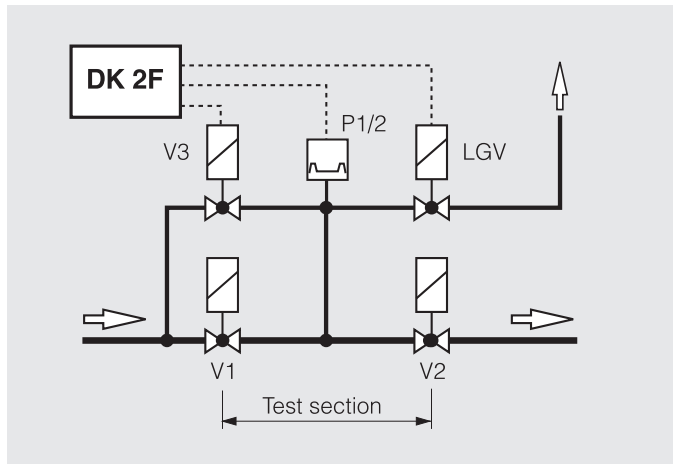 DK 2F
P1/2
V3
LGV
V1
V2
Test section